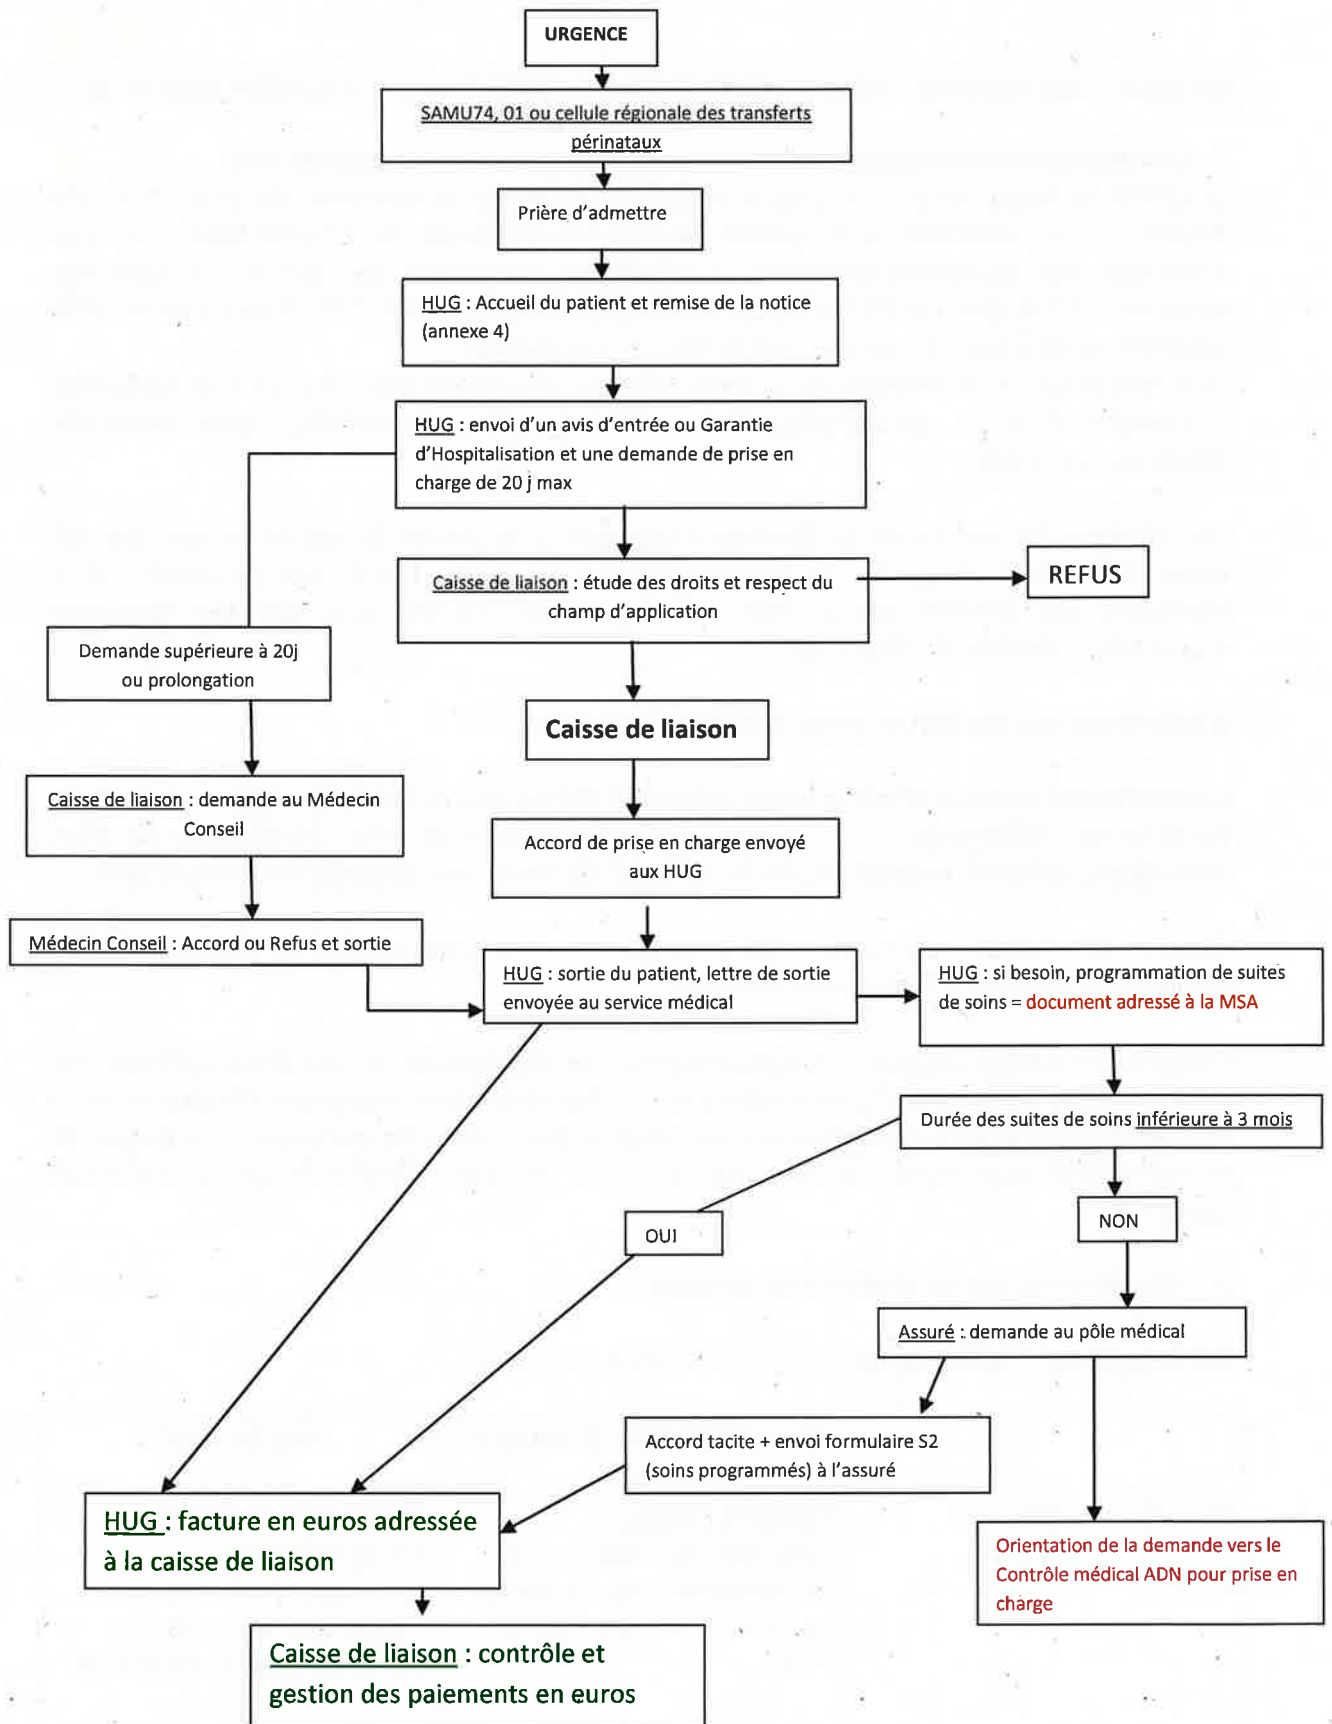 URGENCE
SAMU74, 01 ou cellule régionale des transferts
périnataux
Prière d'admettre
HUG : Accueil du patient et remise de la notice
(annexe 4)
HUG : envoi d'un avis d'entrée ou Garantie
d'Hospitalisation et une demande de prise en
charge de 20 j max
Caisse de liaison : étude des droits et respect du
champ d'application
REFUS
Demande supérieure à 20j
ou prolongation
Caisse de liaison
Caisse de liaison : demande au Médecin
Conseil
Accord de prise en charge envoyé
aux HUG
Médecin Conseil : Accord ou Refus et sortie
HUG : sortie du patient, lettre de sortie
envoyée au service médical
HUG : si besoin, programmation de suites
de soins = document adressé à la MSA
Durée des suites de soins inférieure à 3 mois
OUI
NON
Assuré : demande au pôle médical
Accord tacite + envoi formulaire S2
(soins programmés) à l'assuré
HUG : facture en euros adressée
à la caisse de liaison
Orientation de la demande vers le
Contrôle médical ADN pour prise en
charge
Caisse de liaison : contrôle et
gestion des paiements en euros